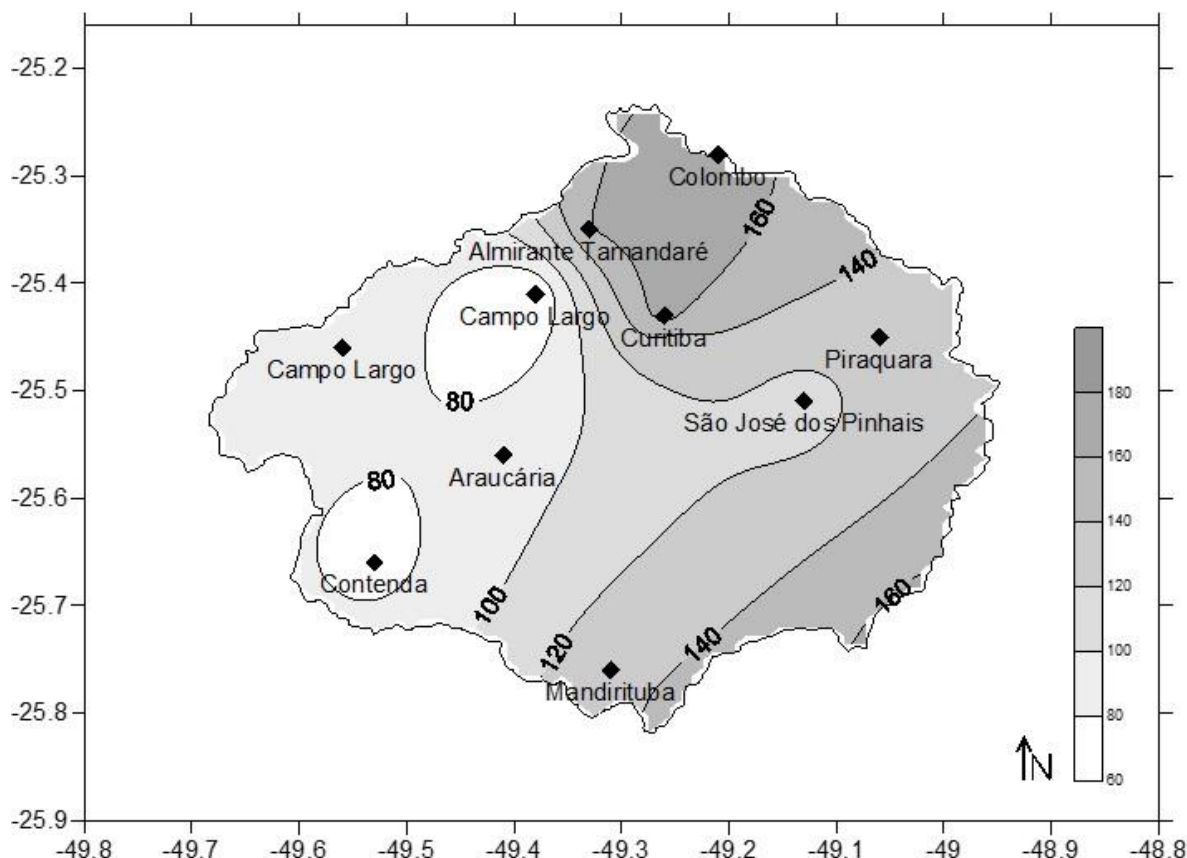 -25.2
-25.3
-25.4
-25.5
-25.6
-25.7
-25.8
-25.9
-49.8 -49.7 -49.6 -49.5 -49.4 -49.3 -49.2 -49.1 -49 -48.9 -48.8
Colombo
160
Almirante Tamandaré
140
Campo Largo
Curitiba
Piraquara
Campo Largo
80
São José dos Pinhais
80
Araucária
Contenda
100
160
120
140
Mandirituba
N
180
160
140
120
100
80
60